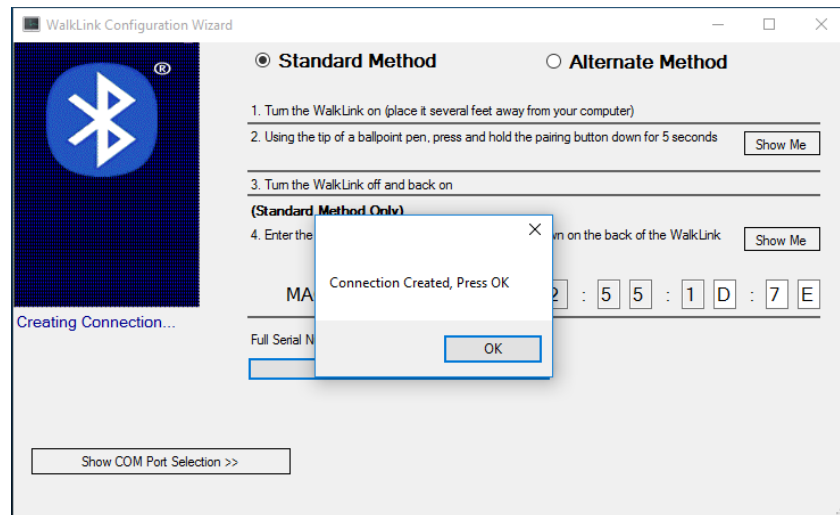 WalkLink Configuration Wizard
®
Standard Method
Alternate Method
1. Turn the WalkLink on (place it several feet away from your computer)
2. Using the tip of a ballpoint pen, press and hold the pairing button down for 5 seconds
Show Me
3. Turn the WalkLink off and back on
(Standard Method Only)
4. Enter the
on the back of the WalkLink
Show Me
Connection Created, Press OK
OK
MA
: 5 5 : 1 D : 7 E
Creating Connection...
Full Serial N
Show COM Port Selection >>